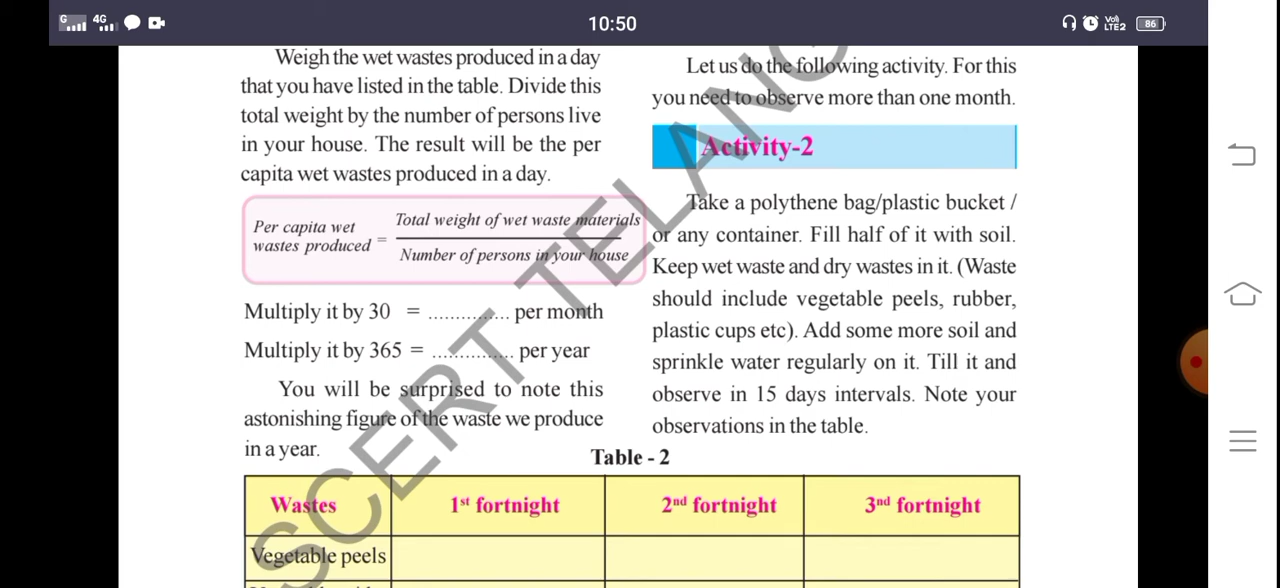 G 4G 10:50 Vo) LTE2 86
Weigh the wet wastes produced in a day
that you have listed in the table. Divide this
total weight by the number of persons live
in your house. The result will be the per
capita wet wastes produced in a day.
Per capita wet
wastes produced = Total weight of wet waste materials
Number of persons in your house
Multiply it by 30 = .............. per month
Multiply it by 365 = .............. per year
You will be surprised to note this
astonishing figure of the waste we produce
in a year.
Let us do the following activity. For this
you need to observe more than one month.
Activity-2
Take a polythene bag/plastic bucket /
or any container. Fill half of it with soil.
Keep wet waste and dry wastes in it. (Waste
should include vegetable peels, rubber,
plastic cups etc). Add some more soil and
sprinkle water regularly on it. Till it and
observe in 15 days intervals. Note your
observations in the table.
Table - 2
Wastes 1st fortnight 2nd fortnight 3nd fortnight
Vegetable peels
SCERT TELANG